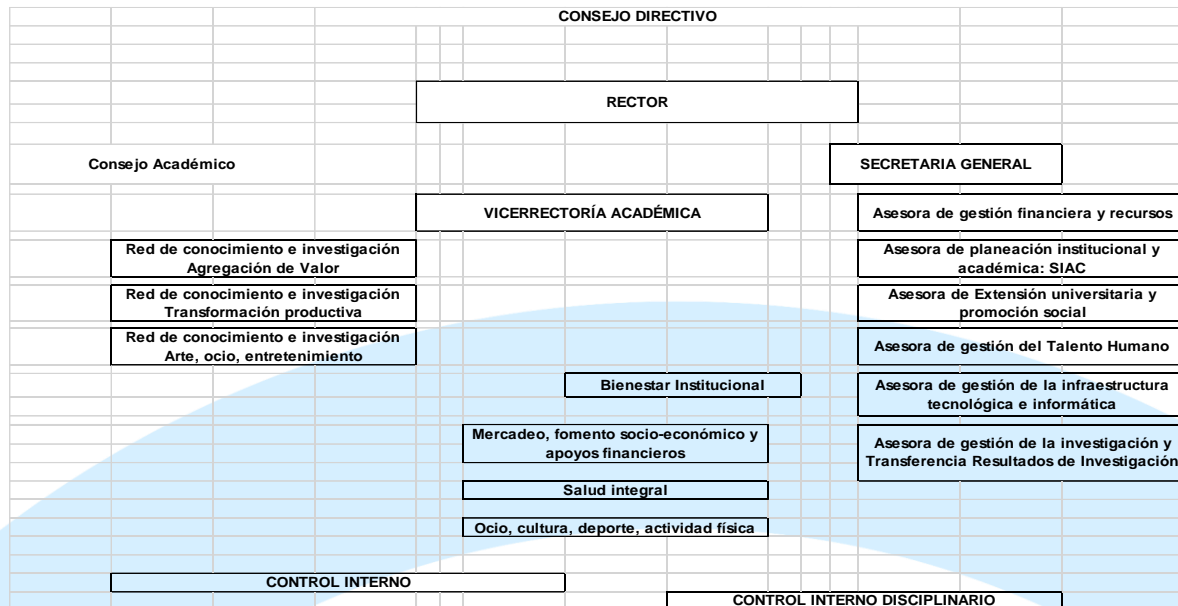 CONSEJO DIRECTIVO
RECTOR
Consejo Académico
SECRETARIA GENERAL
VICERRECTORÍA ACADÉMICA
Asesora de gestión financiera y recursos
Red de conocimiento e investigación
Agregación de Valor
Asesora de planeación institucional y
académica: SIAC
Red de conocimiento e investigación
Transformación productiva
Asesora de Extensión universitaria y
promoción social
Red de conocimiento e investigación
Arte, ocio, entretenimiento
Asesora de gestión del Talento Humano
Bienestar Institucional
Asesora de gestión de la infraestructura
tecnológica e informática
Mercadeo, fomento socio-económico y
apoyos financieros
Asesora de gestión de la investigación y
Transferencia Resultados de Investigación
Salud integral
Ocio, cultura, deporte, actividad física
CONTROL INTERNO
CONTROL INTERNO DISCIPLINARIO